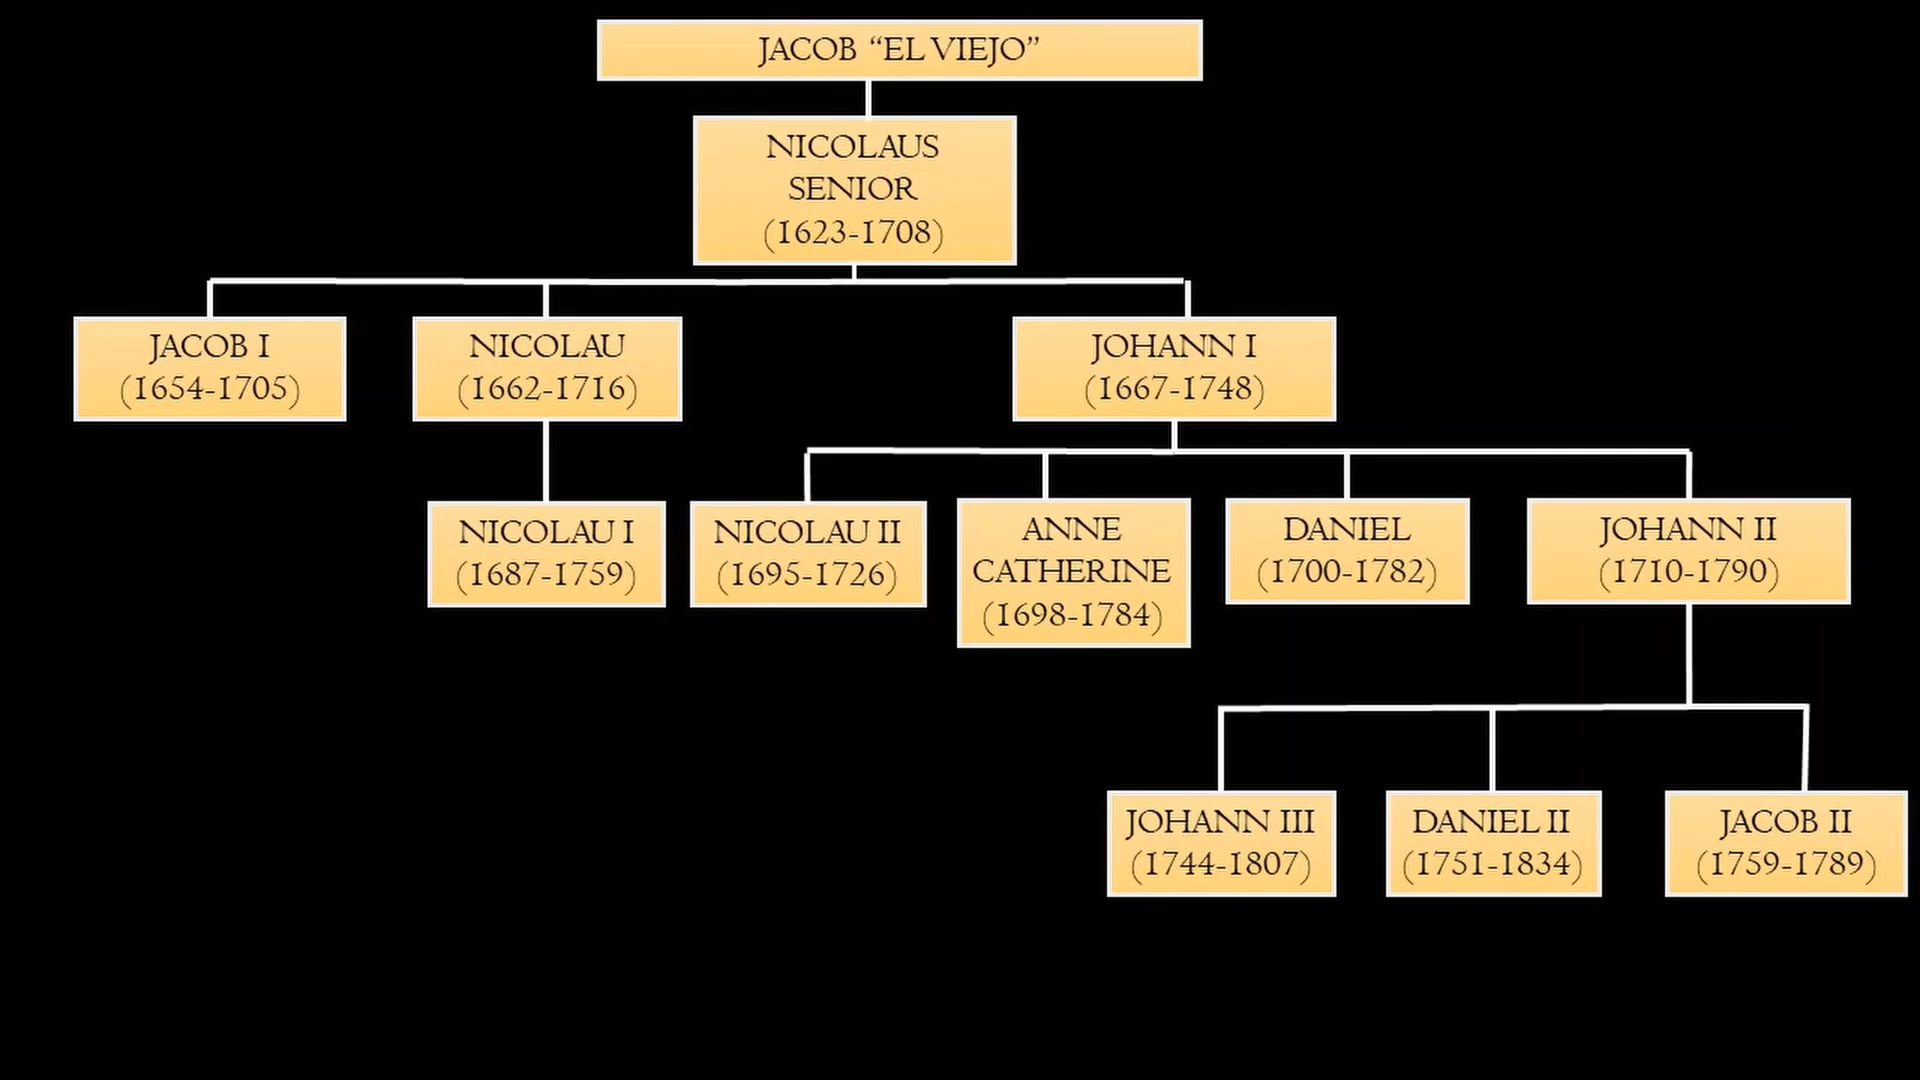 JACOB “EL VIEJO”
NICOLAUS
SENIOR
(1623-1708)
JACOB I
(1654-1705)
NICOLAU
(1662-1716)
JOHANN I
(1667-1748)
NICOLAU I
(1687-1759)
NICOLAU II
(1695-1726)
ANNE
CATHERINE
(1698-1784)
DANIEL
(1700-1782)
JOHANN II
(1710-1790)
JOHANN III
(1744-1807)
DANIEL II
(1751-1834)
JACOB II
(1759-1789)